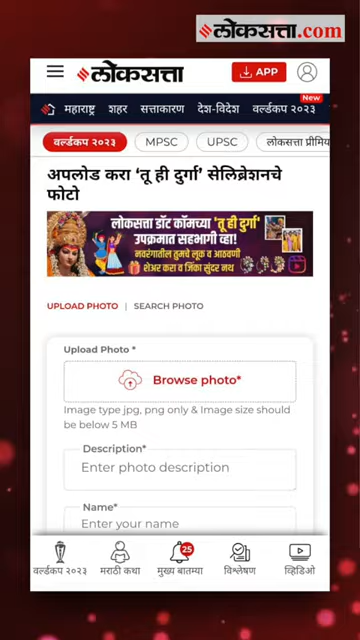 लोकसत्ता.com
लोकसत्ता
APP
New
महाराष्ट्र शहर सत्ताकारण देश-विदेश वर्ल्डकप २०२३
वर्ल्डकप २०२३ MPSC UPSC लोकसत्ता प्रीमिय
अपलोड करा ‘तू ही दुर्गा’ सेलिब्रेशनचे
फोटो
लोकसत्ता डॉट कॉमच्या 'तू ही दुर्गा'
उपक्रमात सहभागी व्हा!
नवरंगातील तुमचे लूक व आठवणी
शेअर करा व जिंका सुंदर नथ
UPLOAD PHOTO | SEARCH PHOTO
Upload Photo *
Browse photo*
Image type jpg, png only & Image size should
be below 5 MB
Description*
Enter photo description
Name*
Enter your name
25
वर्ल्डकप २०२३ मराठी कथा मुख्य बातम्या विश्लेषण व्हिडिओ